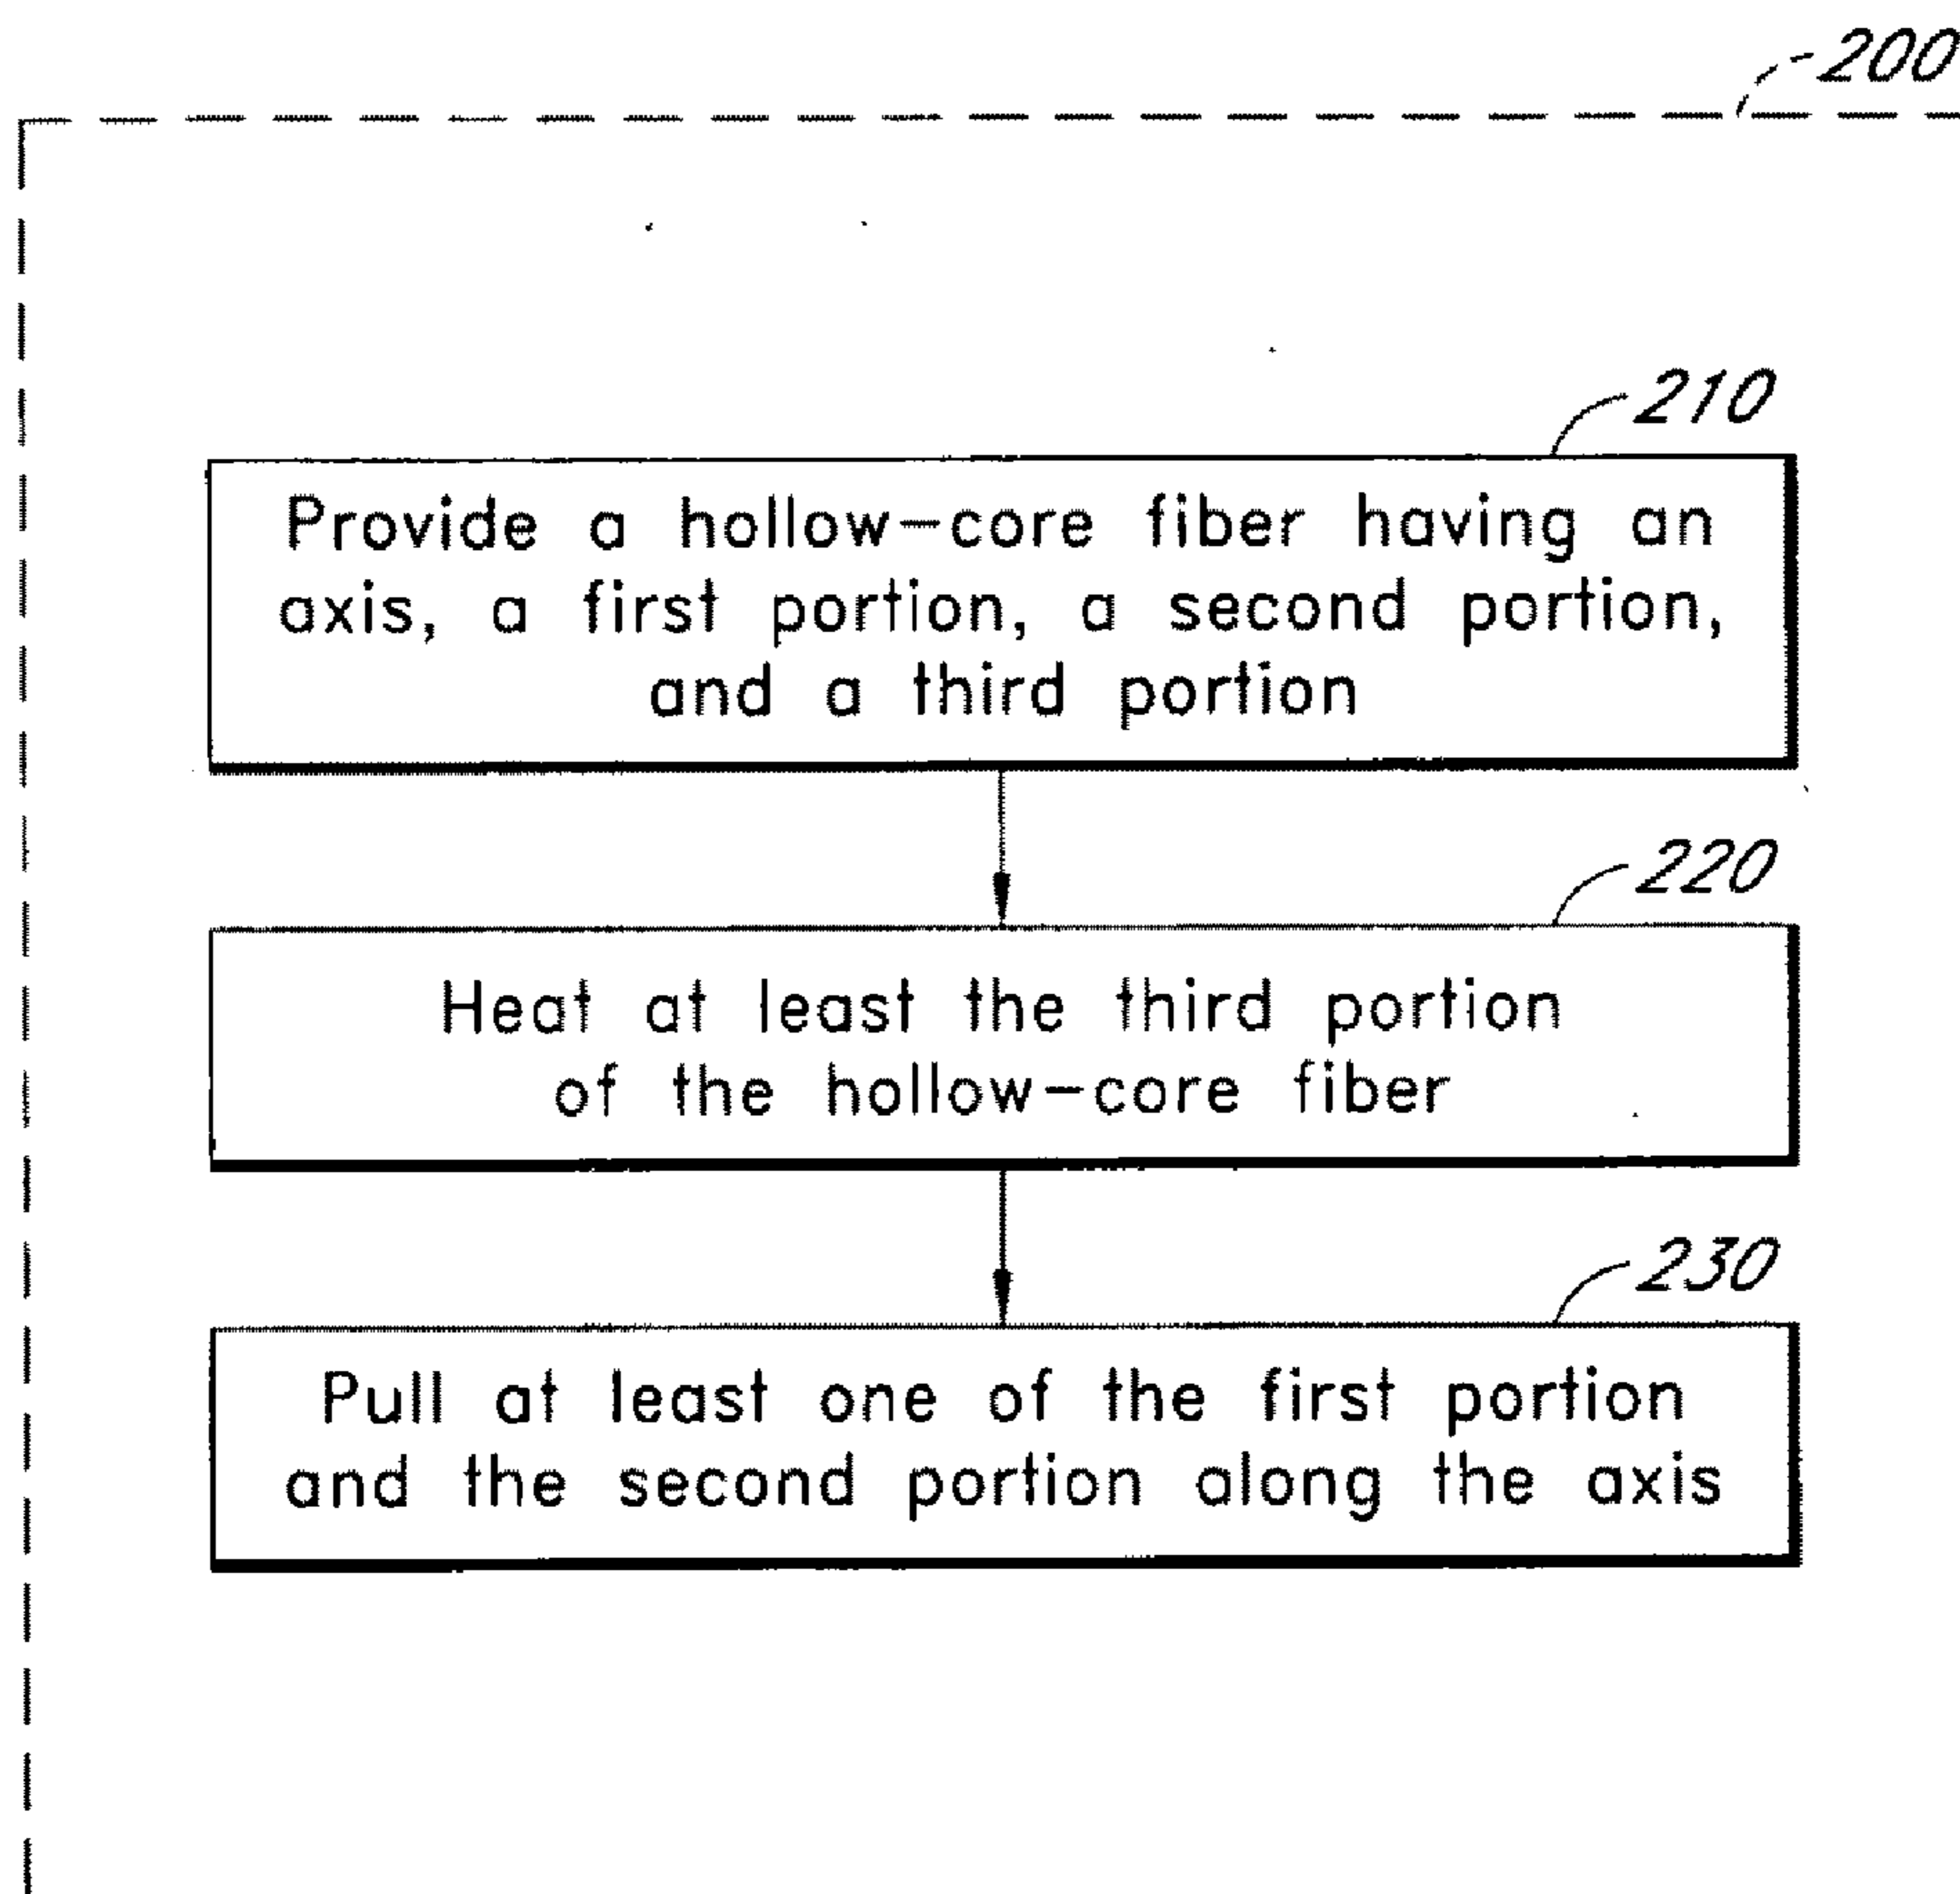 200
210
Provide a hollow-core fiber having an
axis, a first portion, a second portion,
and a third portion
220
Heat at least the third portion
of the hollow-core fiber
230
Pull at least one of the first portion
and the second portion along the axis